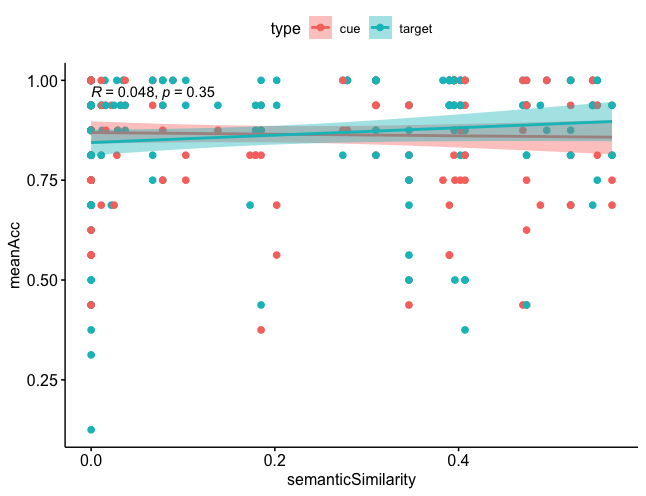 type cue target
1.00
R = 0.048, p = 0.35
0.75
0.50
0.25
meanAcc
0.0 0.2 0.4
semanticSimilarity